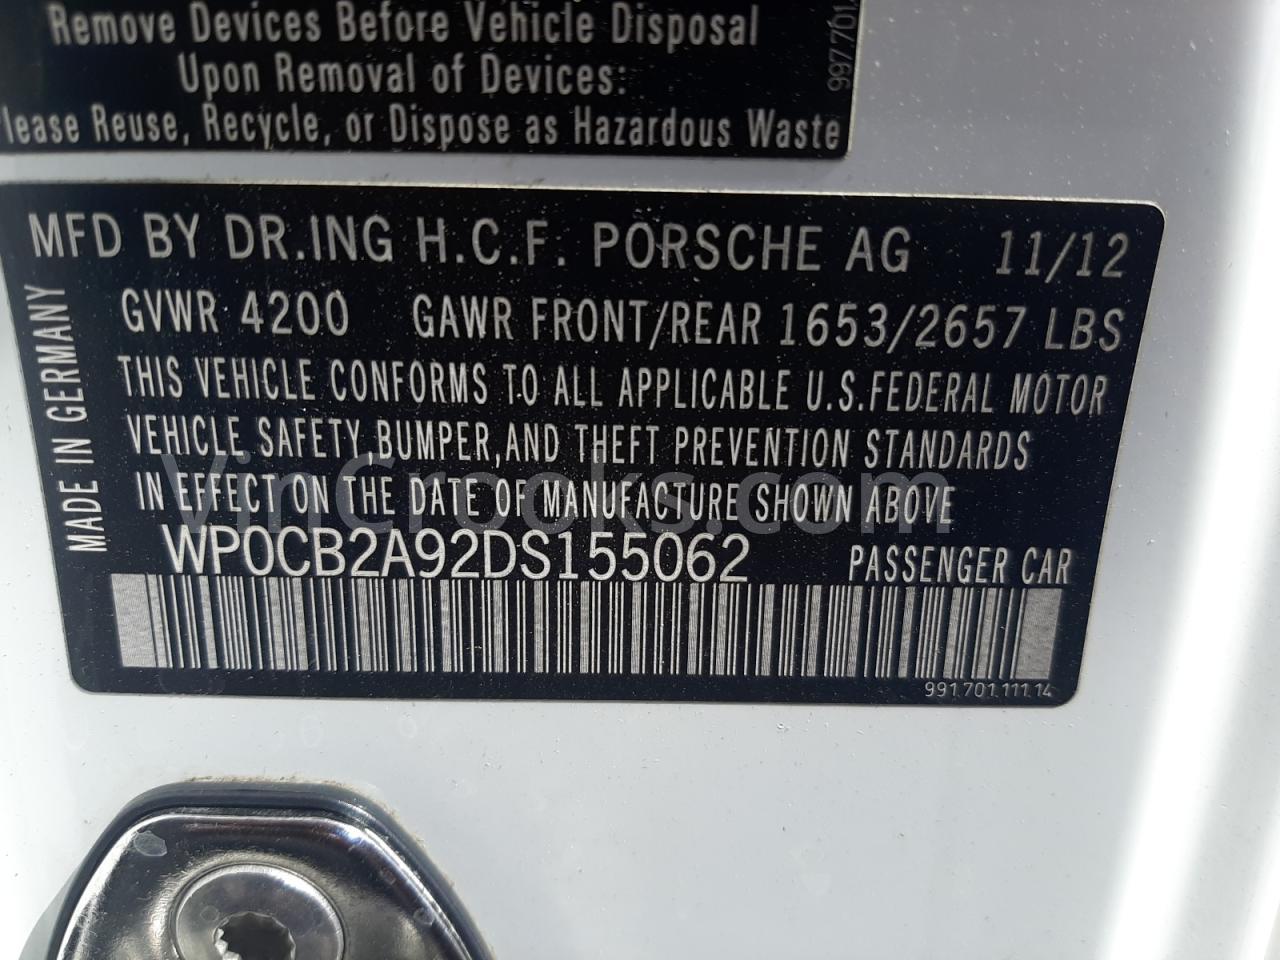 Remove Devices Before Vehicle Disposal
Upon Removal of Devices:
Please Reuse, Recycle, or Dispose as Hazardous Waste
997.701.
MFD BY DR.ING H.C.F. PORSCHE AG 11/12
GVWR 4200 GAWR FRONT/REAR 1653/2657 LBS
THIS VEHICLE CONFORMS TO ALL APPLICABLE U.S.FEDERAL MOTOR
VEHICLE SAFETY,BUMPER,AND THEFT PREVENTION STANDARDS
IN EFFECT ON THE DATE OF MANUFACTURE SHOWN ABOVE
WP0CB2A92DS155062 PASSENGER CAR
991.701.111.14
MADE IN GERMANY
VinCrooks.com